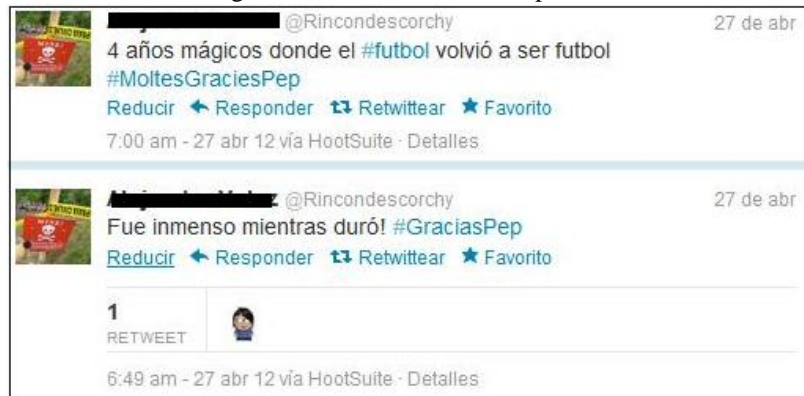 @Rincondescorchy 27 de abr
4 años mágicos donde el #futbol volvió a ser futbol
#MoltesGraciesPep
Reducir Responder Retwittear Favorito
7:00 am - 27 abr 12 vía HootSuite · Detalles
@Rincondescorchy 27 de abr
Fue inmenso mientras duró! #GraciasPep
Reducir Responder Retwittear Favorito
1
RETWEET
6:49 am - 27 abr 12 vía HootSuite · Detalles